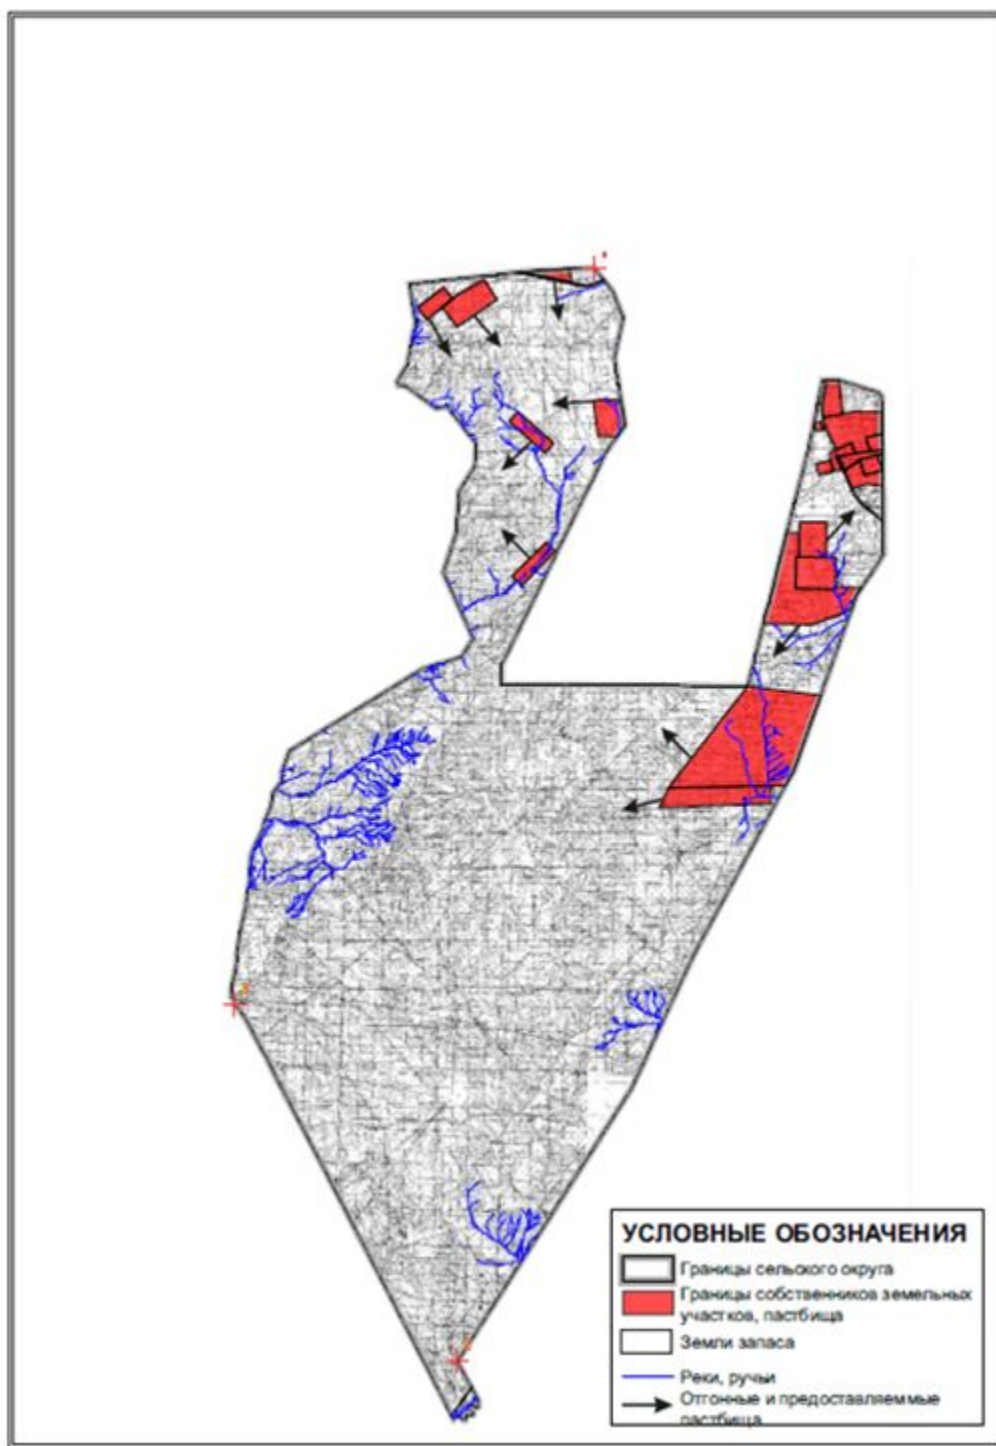 УСЛОВНЫЕ ОБОЗНАЧЕНИЯ
Границы сельского округа
Границы собственников земельных
участков, пастбища
Земли запаса
Реки, ручьи
Отгонные и предоставляемые
пастбища